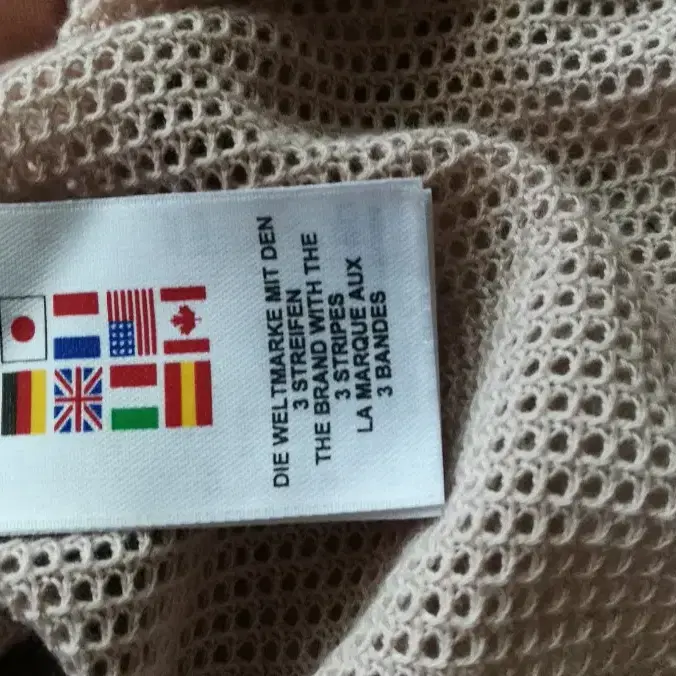 DIE WELTMARKE MIT DEN
3 STREIFEN
THE BRAND WITH THE
3 STRIPES
LA MARQUE AUX
3 BANDES